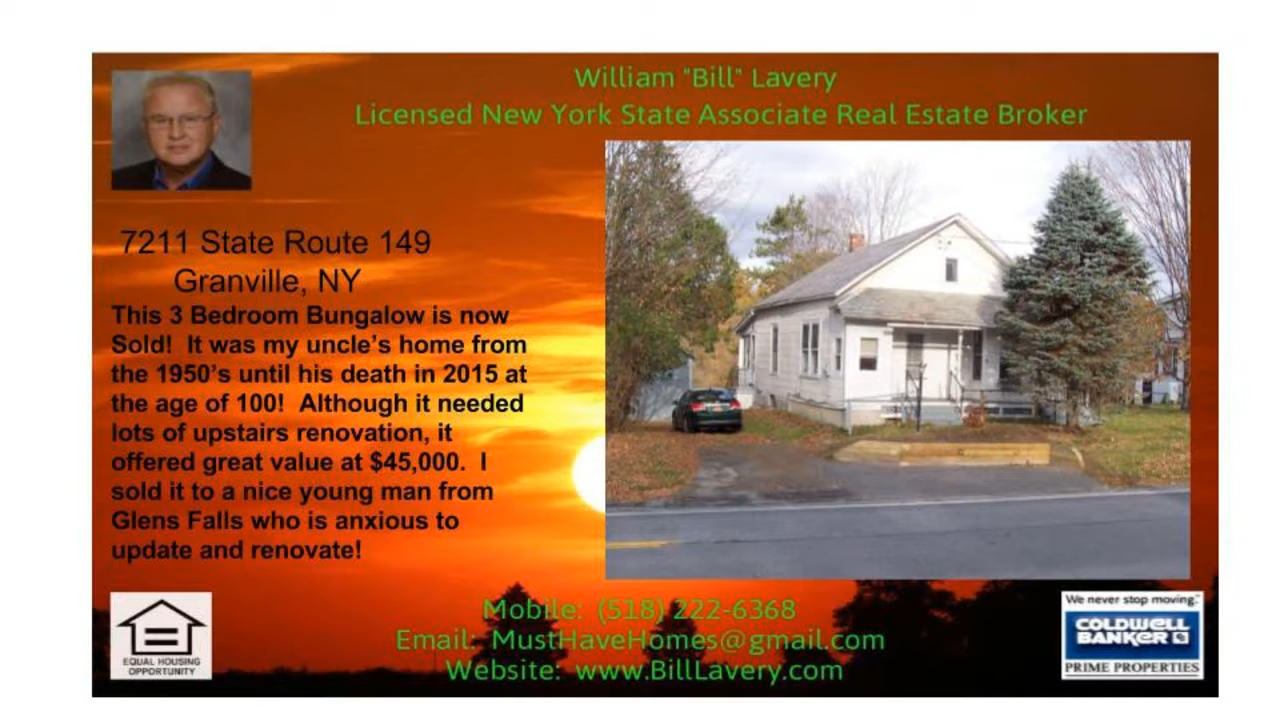 William "Bill" Lavery
Licensed New York State Associate Real Estate Broker
7211 State Route 149
Granville, NY
This 3 Bedroom Bungalow is now
Sold!  It was my uncle's home from
the 1950's until his death in 2015 at
the age of 100!  Although it needed
lots of upstairs renovation, it
offered great value at $45,000.  I
sold it to a nice young man from
Glens Falls who is anxious to
update and renovate!
Mobile:  (518) 222-6368
Email:  MustHaveHomes@gmail.com
Website:  www.BillLavery.com
EQUAL HOUSING
OPPORTUNITY
We never stop moving.™
COLDWELL
BANKER
PRIME PROPERTIES